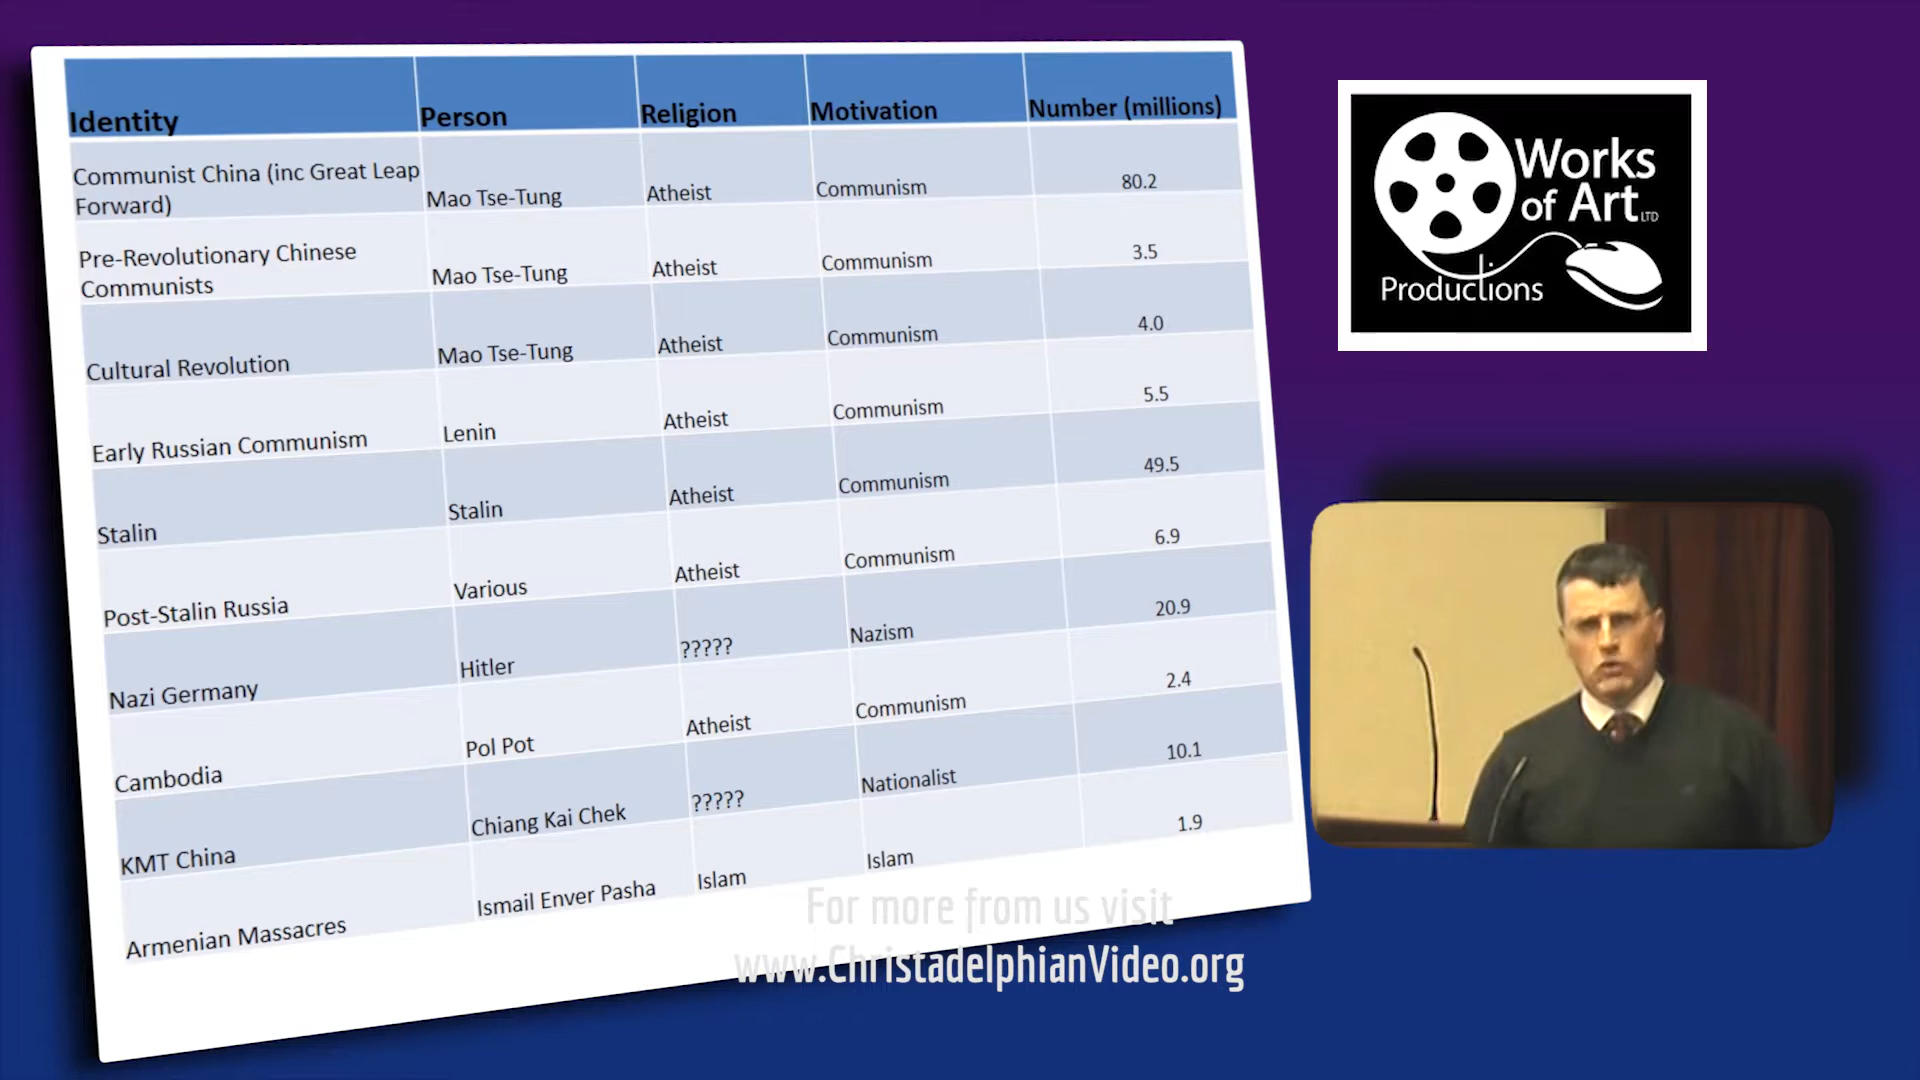 Identity Person Religion Motivation Number (millions)
Communist China (inc Great Leap
Forward) Mao Tse-Tung Atheist Communism 80.2
Pre-Revolutionary Chinese
Communists Mao Tse-Tung Atheist Communism 3.5
Cultural Revolution Mao Tse-Tung Atheist Communism 4.0
Early Russian Communism Lenin Atheist Communism 5.5
Stalin Stalin Atheist Communism 49.5
Post-Stalin Russia Various Atheist Communism 6.9
Nazi Germany Hitler ????? Nazism 20.9
Cambodia Pol Pot Atheist Communism 2.4
KMT China Chiang Kai Chek ????? Nationalist 10.1
Armenian Massacres Ismail Enver Pasha Islam Islam 1.9
Works
of Art LTD
Productions
For more from us visit
www.ChristadelphianVideo.org